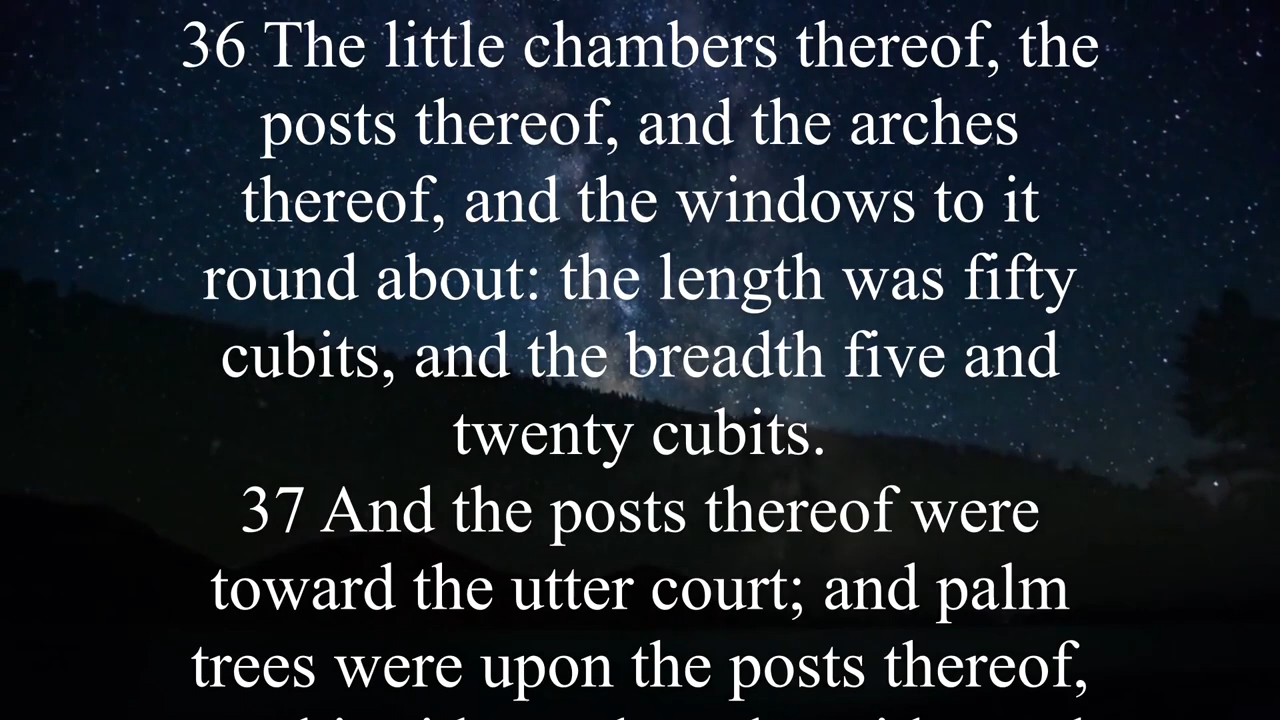 36 The little chambers thereof, the
posts thereof, and the arches
thereof, and the windows to it
round about: the length was fifty
cubits, and the breadth five and
twenty cubits.
37 And the posts thereof were
toward the utter court; and palm
trees were upon the posts thereof,